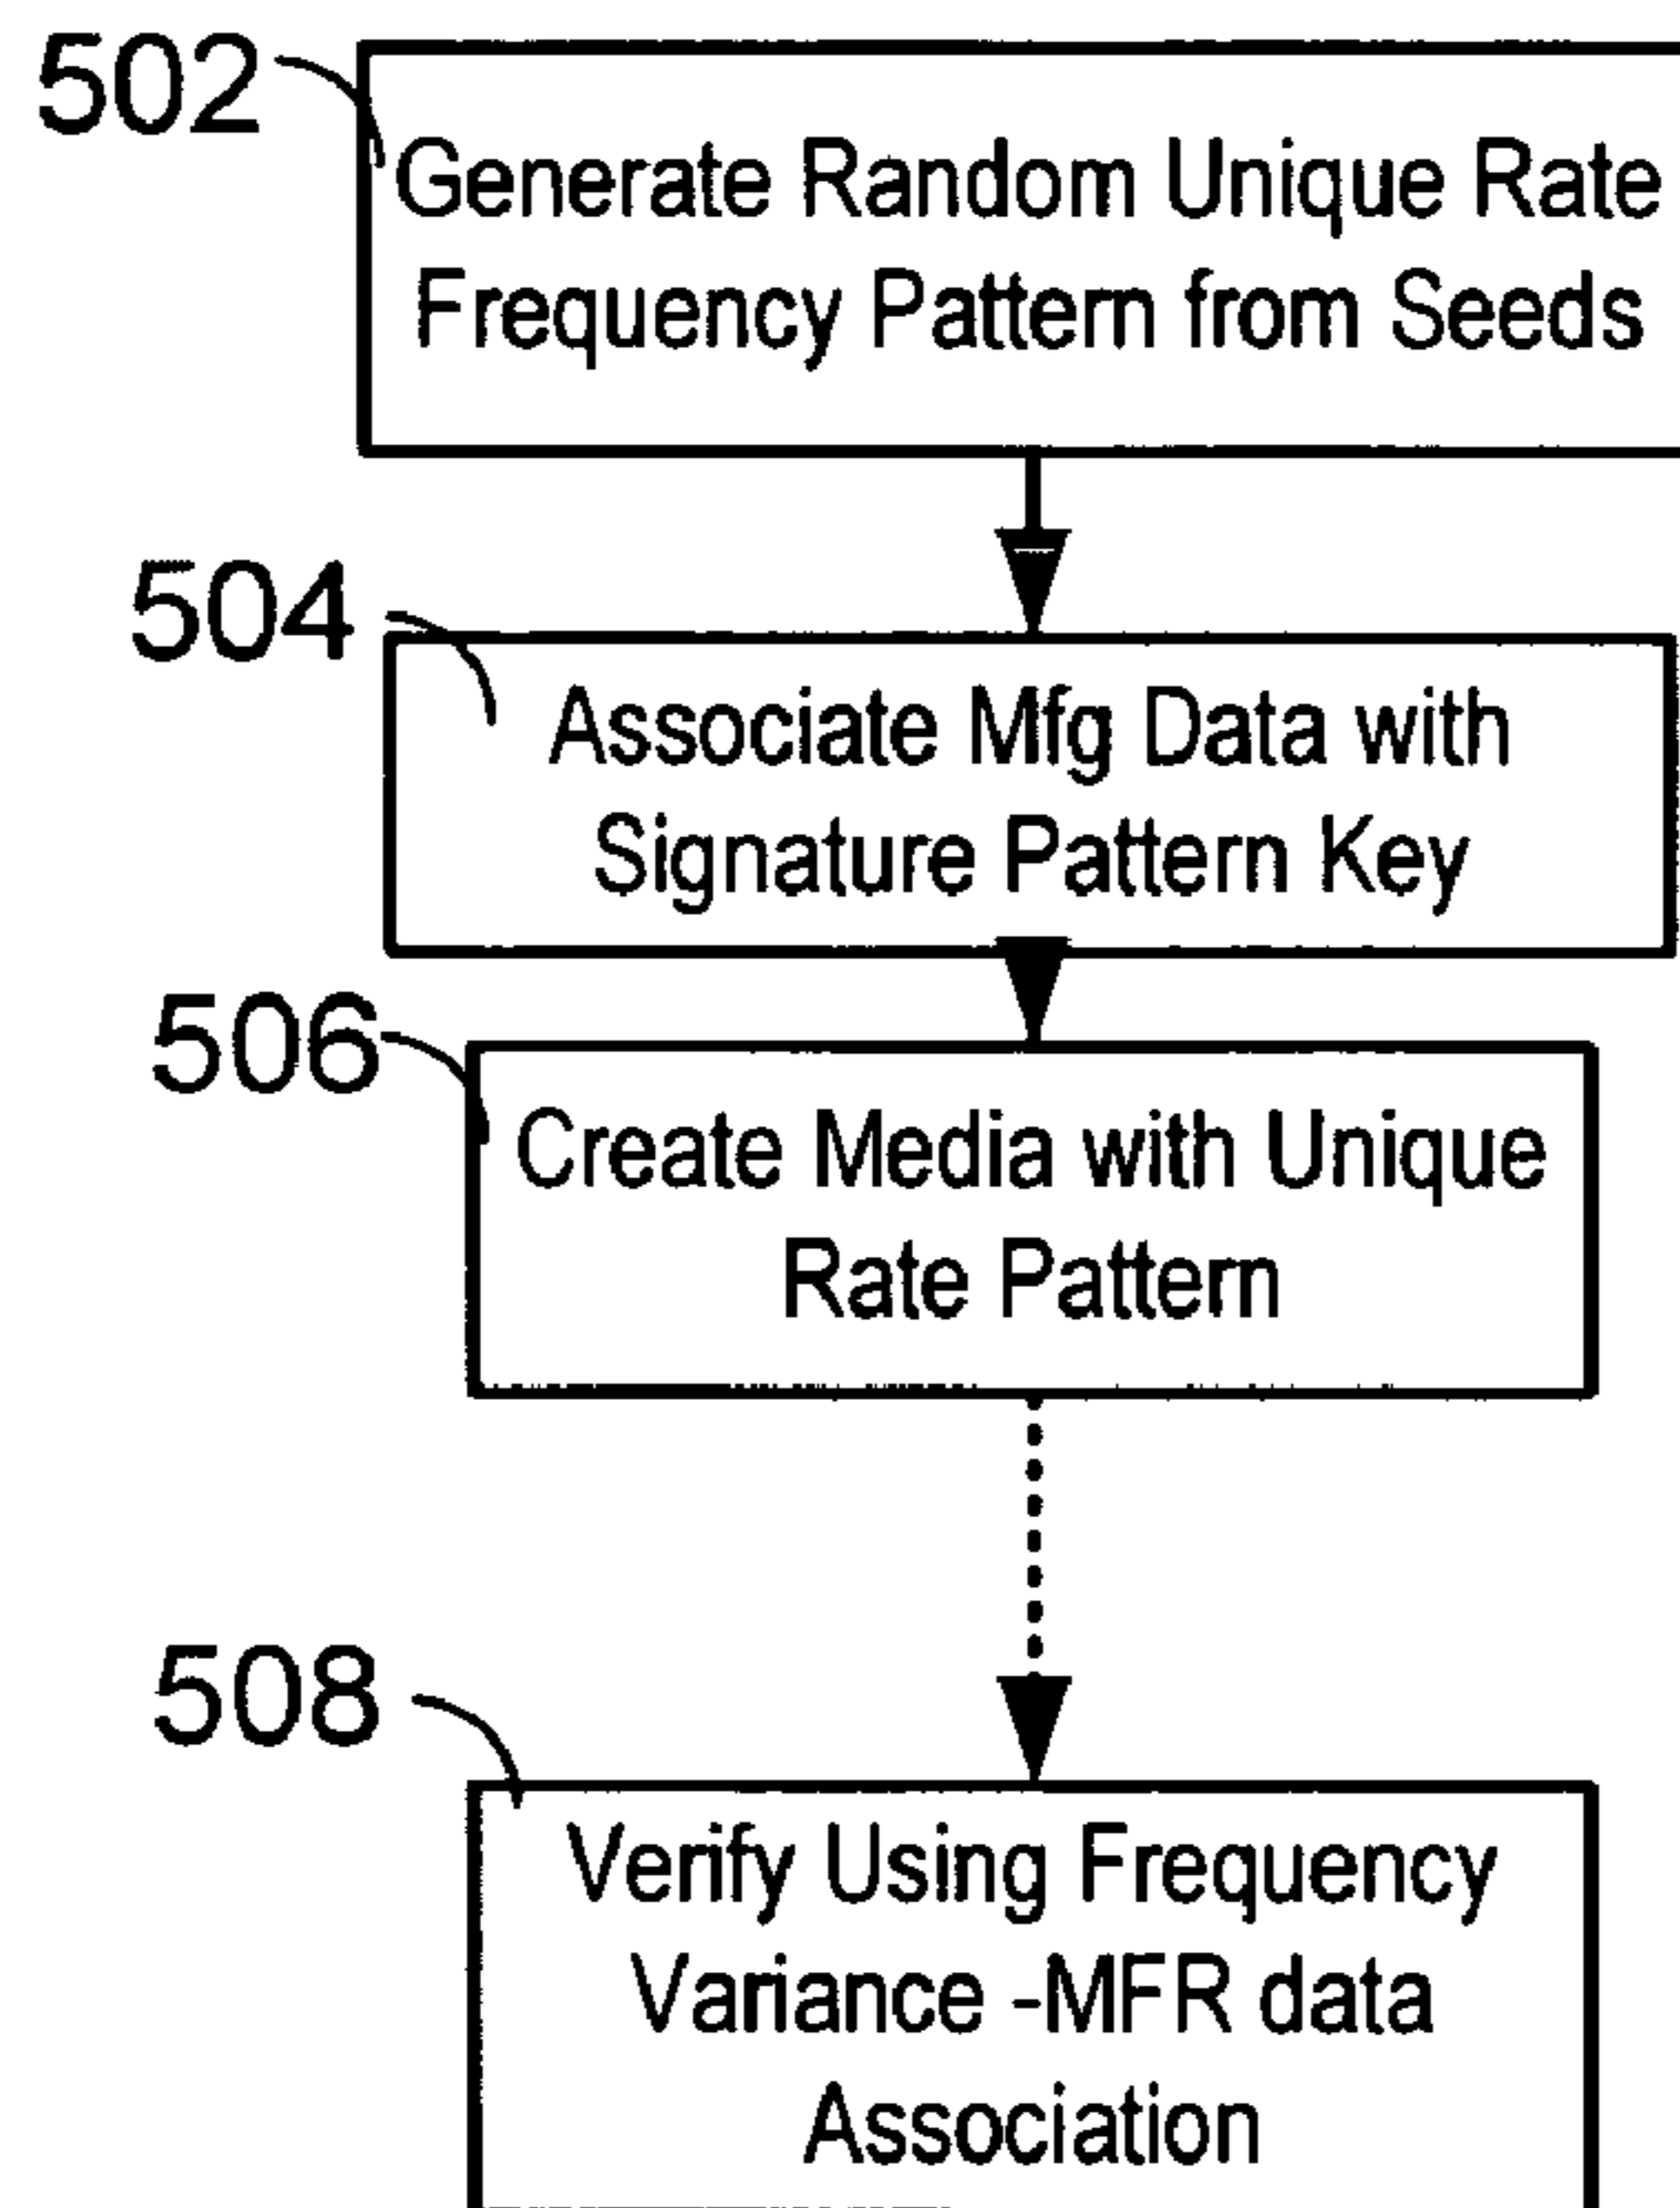 502
Generate Random Unique Rate
Frequency Pattern from Seeds
504
Associate Mfg Data with
Signature Pattern Key
506
Create Media with Unique
Rate Pattern
508
Verify Using Frequency
Variance -MFR data
Association